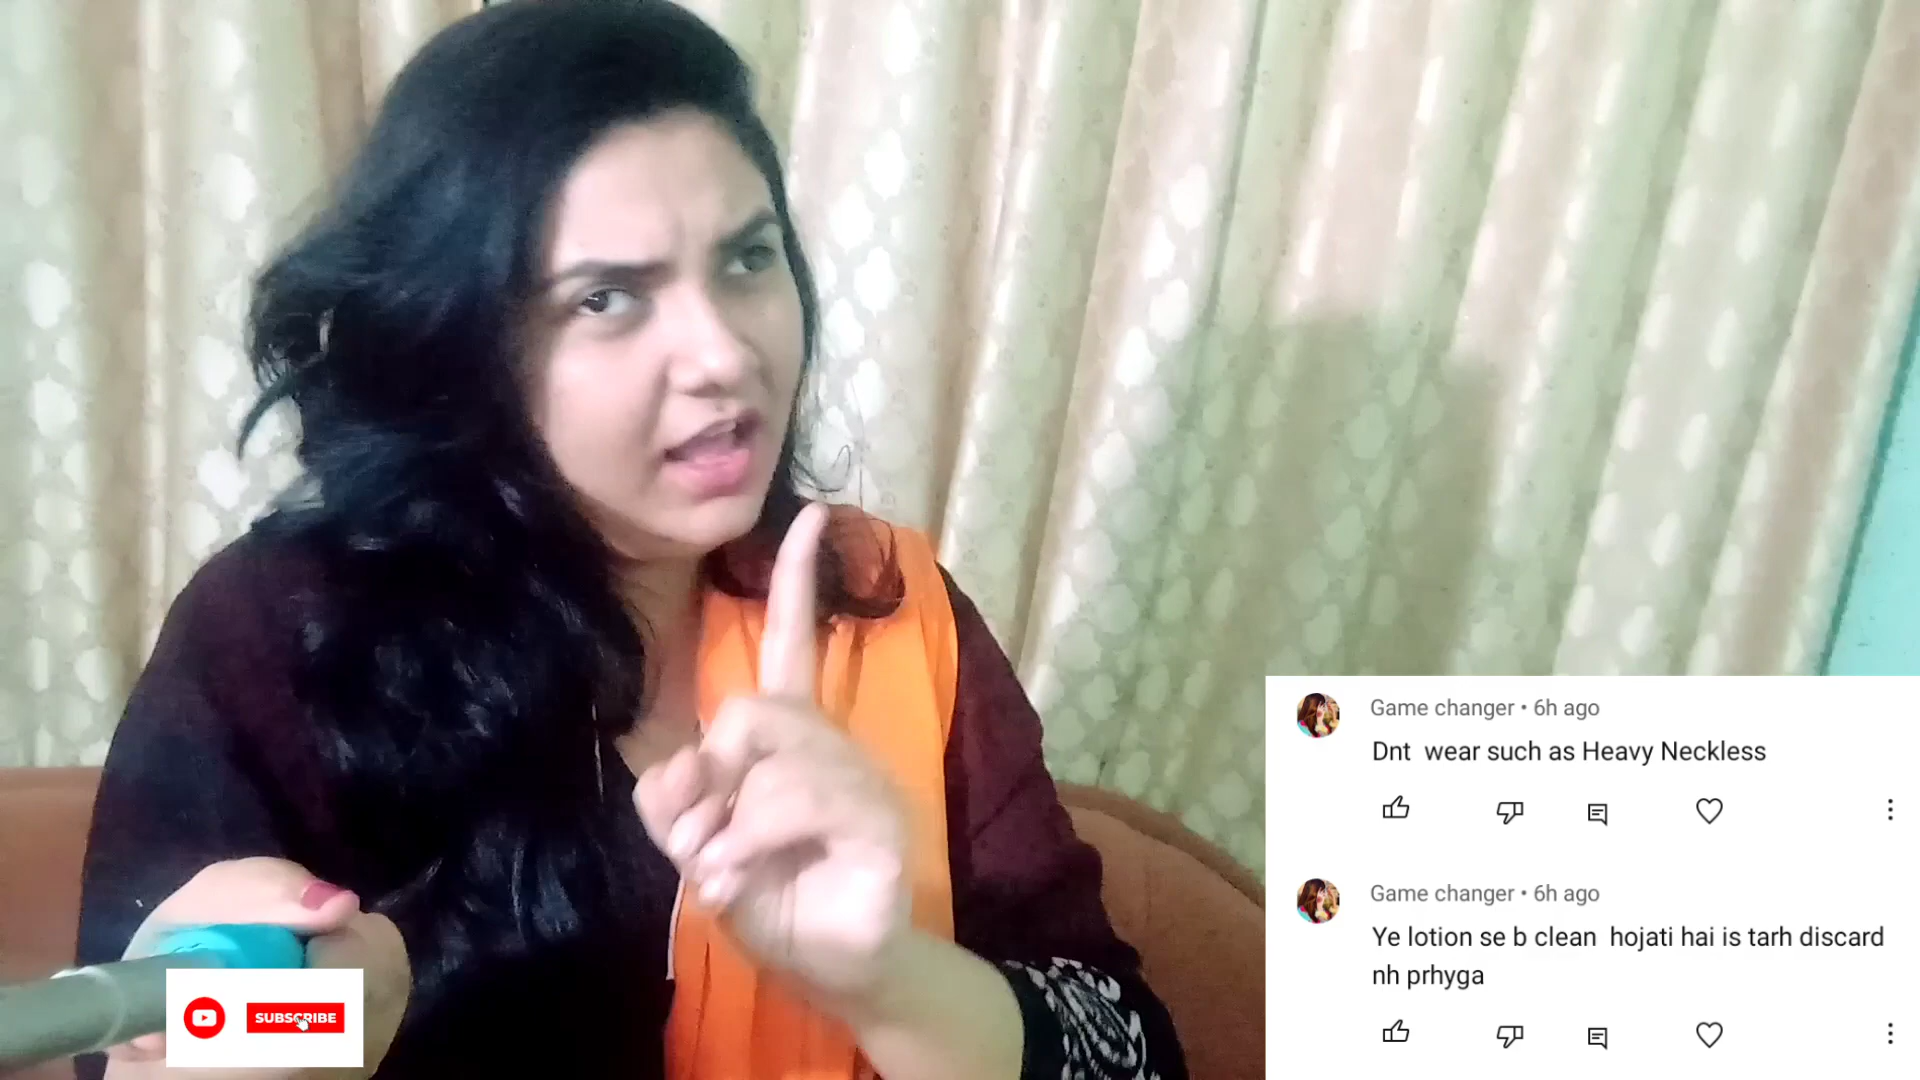 Game changer • 6h ago
Dnt wear such as Heavy Neckless
Game changer • 6h ago
Ye lotion se b clean hojati hai is tarh discard
nh prhyga
SUBSCRIBE